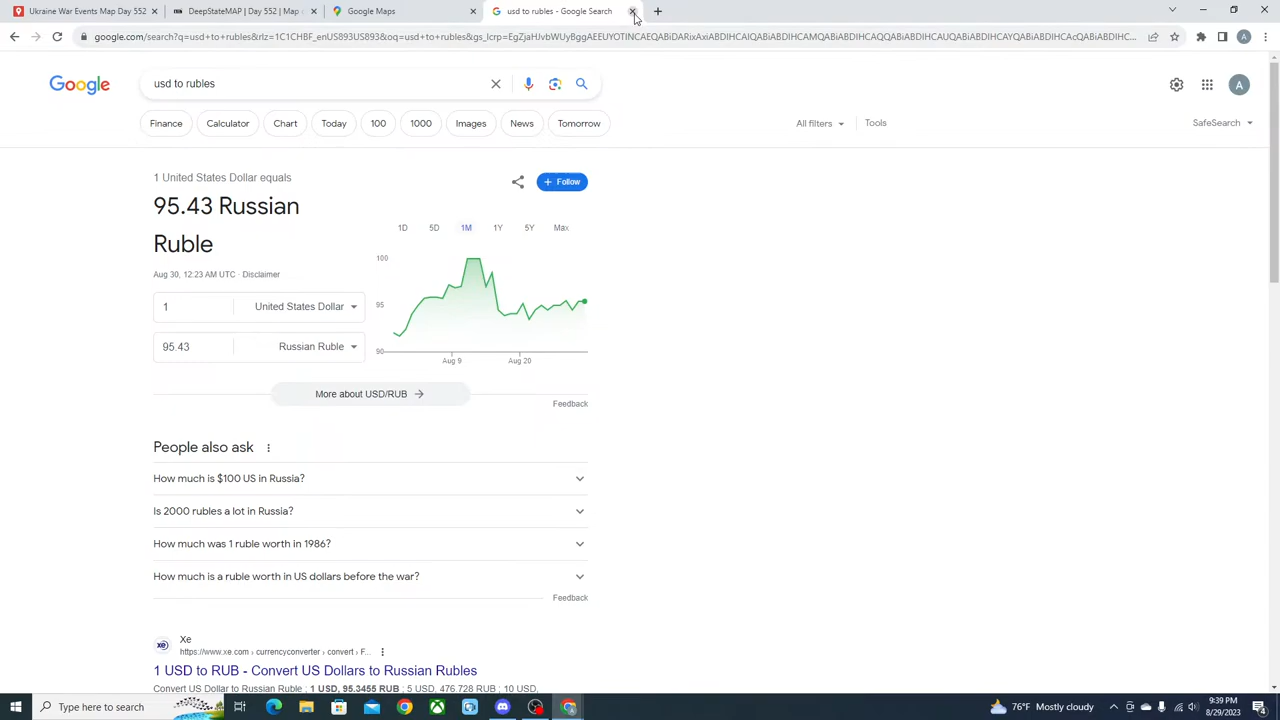 Ukraine War Events Map Day 552
DeepStateMAP | Day 552 | Map o
Google Maps
usd to rubles - Google Search
google.com/search?q=usd+to+rubles&rlz=1C1CHBF_enUS893US893&oq=usd+to+rubles&gs_lcrp=
Google
usd to rubles
Finance
Calculator
Chart
Today
100
1000
Images
News
Tomorrow
All filters
Tools
SafeSearch
A
A
1 United States Dollar equals
95.43 Russian
Ruble
Aug 30, 12:23 AM UTC · Disclaimer
+ Follow
1D 5D 1M 1Y 5Y Max
100
95
90
Aug 9
Aug 20
1 United States Dollar
95.43 Russian Ruble
More about USD/RUB
Feedback
People also ask
How much is $100 US in Russia?
Is 2000 rubles a lot in Russia?
How much was 1 ruble worth in 1986?
How much is a ruble worth in US dollars before the war?
Feedback
Xe
https://www.xe.com › currencyconverter › convert › F...
1 USD to RUB - Convert US Dollars to Russian Rubles
Convert US Dollar to Russian Ruble ; 1 USD, 95.3455 RUB ; 5 USD, 476.728 RUB ; 10 USD,
Type here to search
76°F Mostly cloudy
9:39 PM
8/29/2023
4